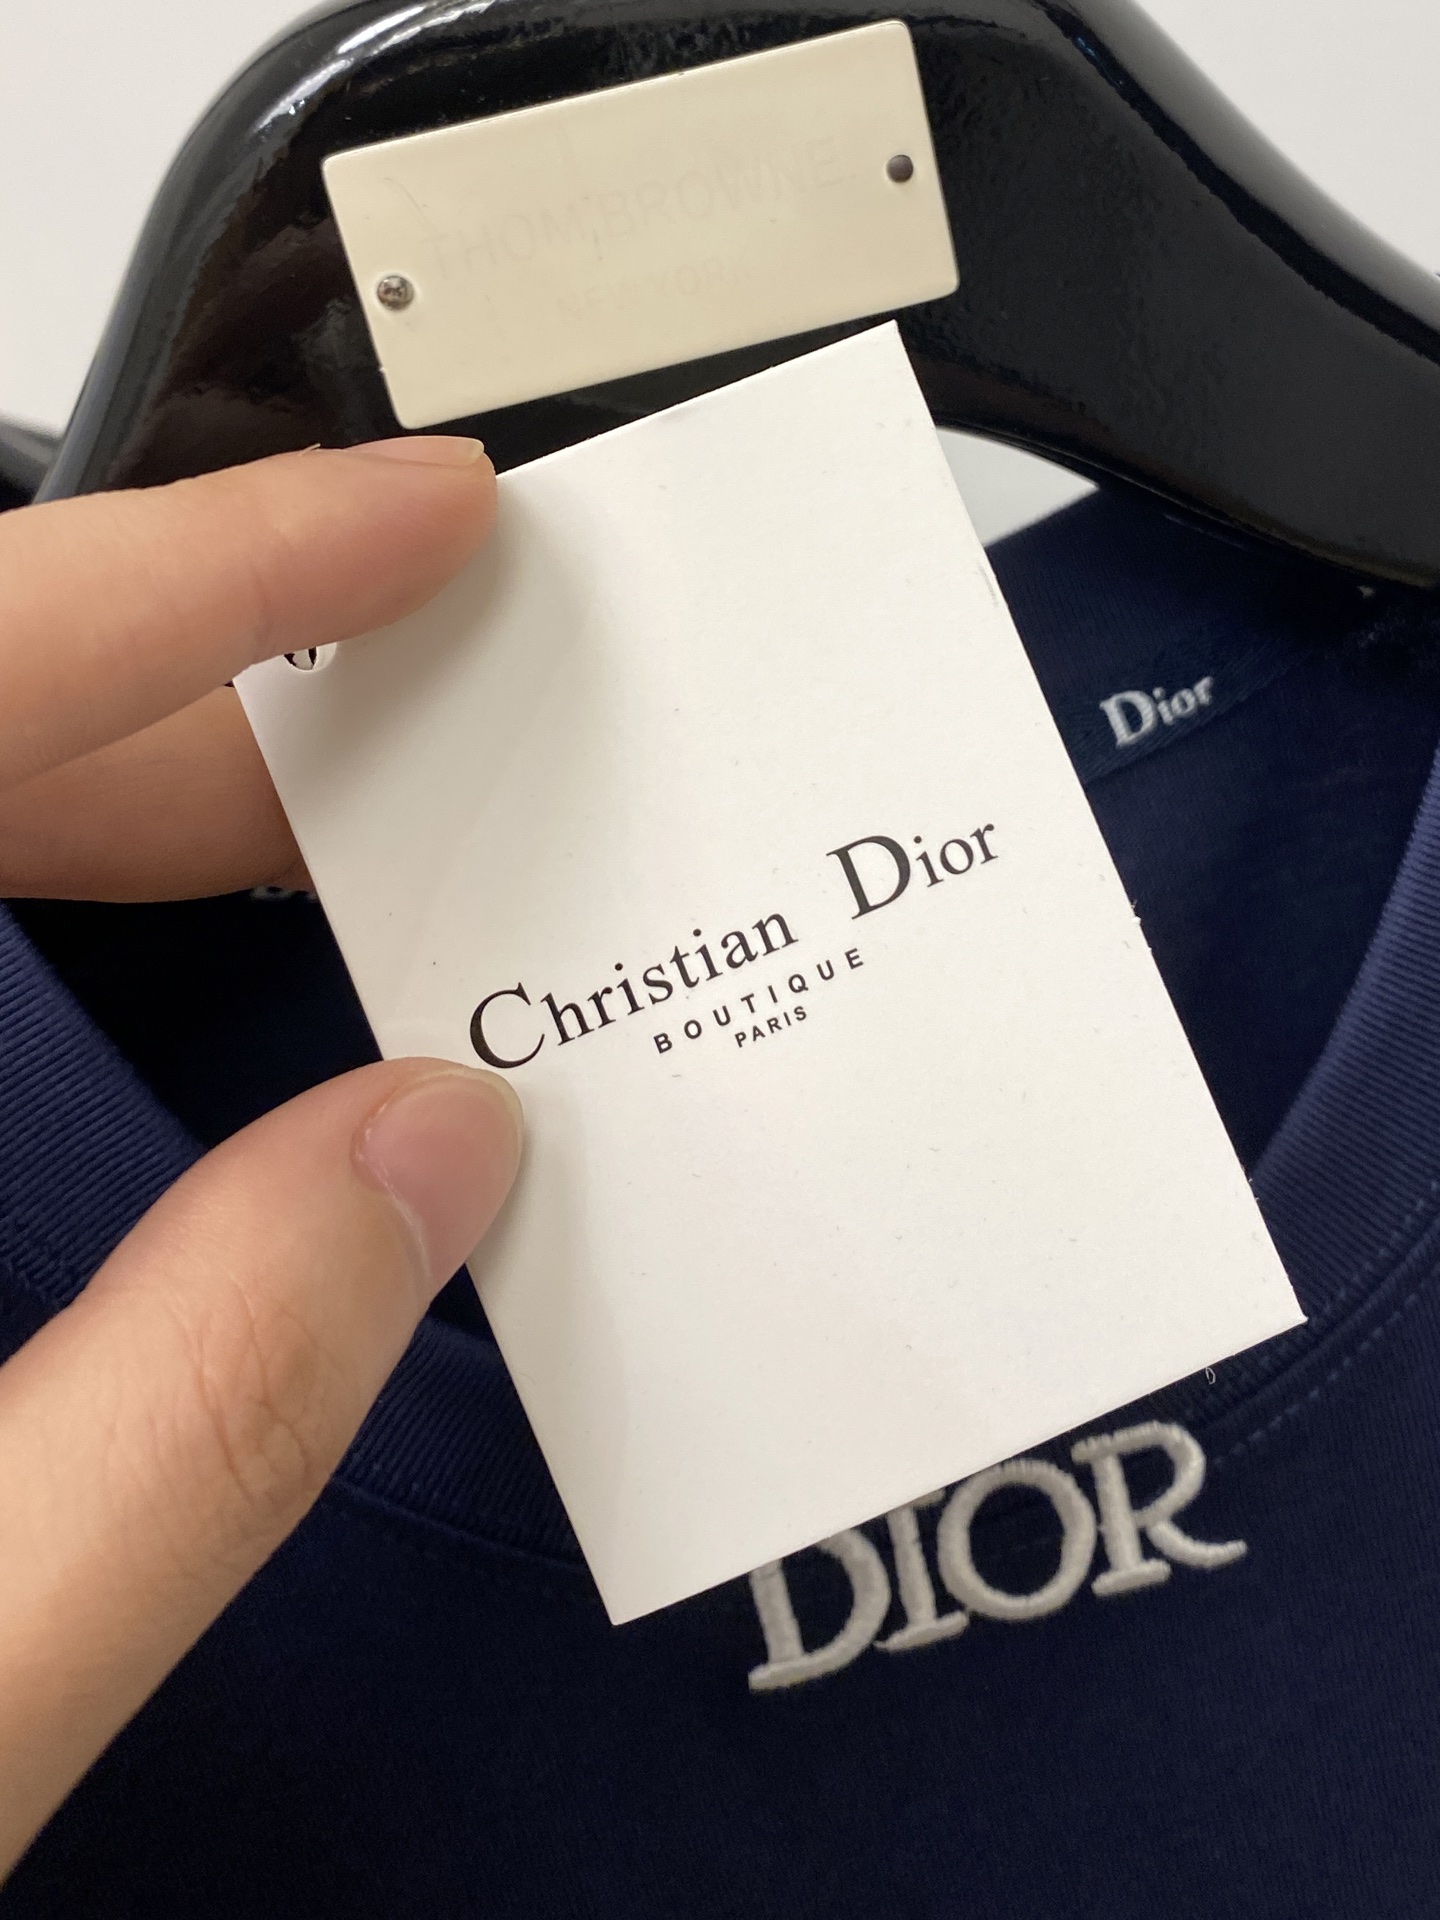 THOM BROWNE.
NEW YORK
Dior
Christian Dior
BOUTIQUE
PARIS
DIOR